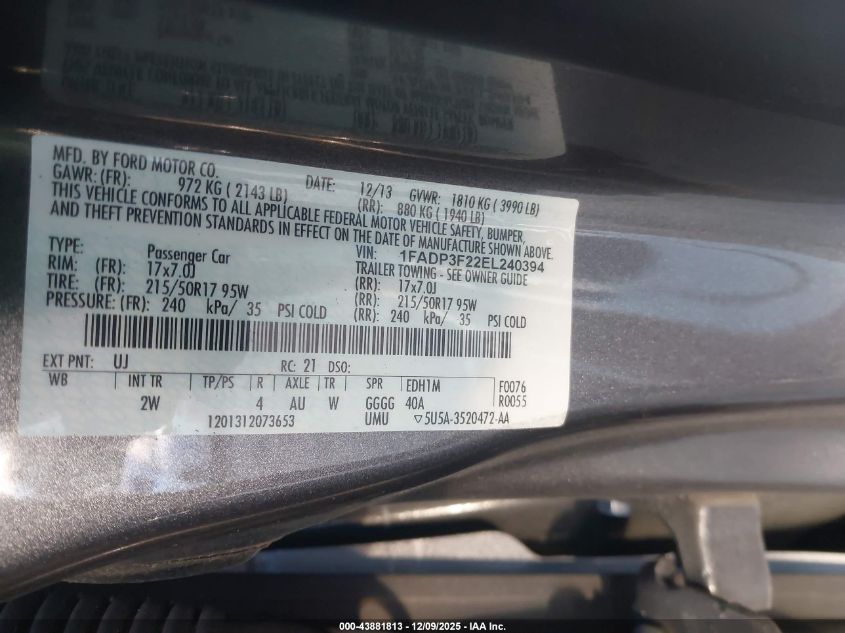 MFD. BY FORD MOTOR CO.
DATE: 12/13 GVWR: 1810 KG ( 3990 LB)
GAWR: (FR): 972 KG ( 2143 LB) (RR): 880 KG ( 1940 LB)
THIS VEHICLE CONFORMS TO ALL APPLICABLE FEDERAL MOTOR VEHICLE SAFETY, BUMPER,
AND THEFT PREVENTION STANDARDS IN EFFECT ON THE DATE OF MANUFACTURE SHOWN ABOVE.
VIN: 1FADP3F22EL240394
TYPE: Passenger Car TRAILER TOWING - SEE OWNER GUIDE
RIM: (FR): 17x7.0J (RR): 17x7.0J
TIRE: (FR): 215/50R17 95W (RR): 215/50R17 95W
PRESSURE: (FR): 240 kPa/ 35 PSI COLD (RR): 240 kPa/ 35 PSI COLD
EXT PNT: UJ RC: 21 DSO:
WB INT TR TP/PS R AXLE TR SPR EDH1M F0076
2W 4 AU W GGGG 40A R0055
1201312073653 UMU ▽5U5A-3520472-AA
000-43881813 - 12/09/2025 - IAA Inc.